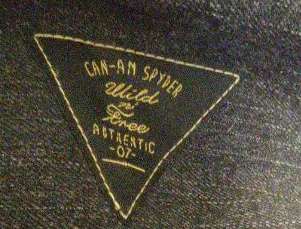 CAN-AM SPYDER
Wild
n'
Free
AUTHENTIC
-07-